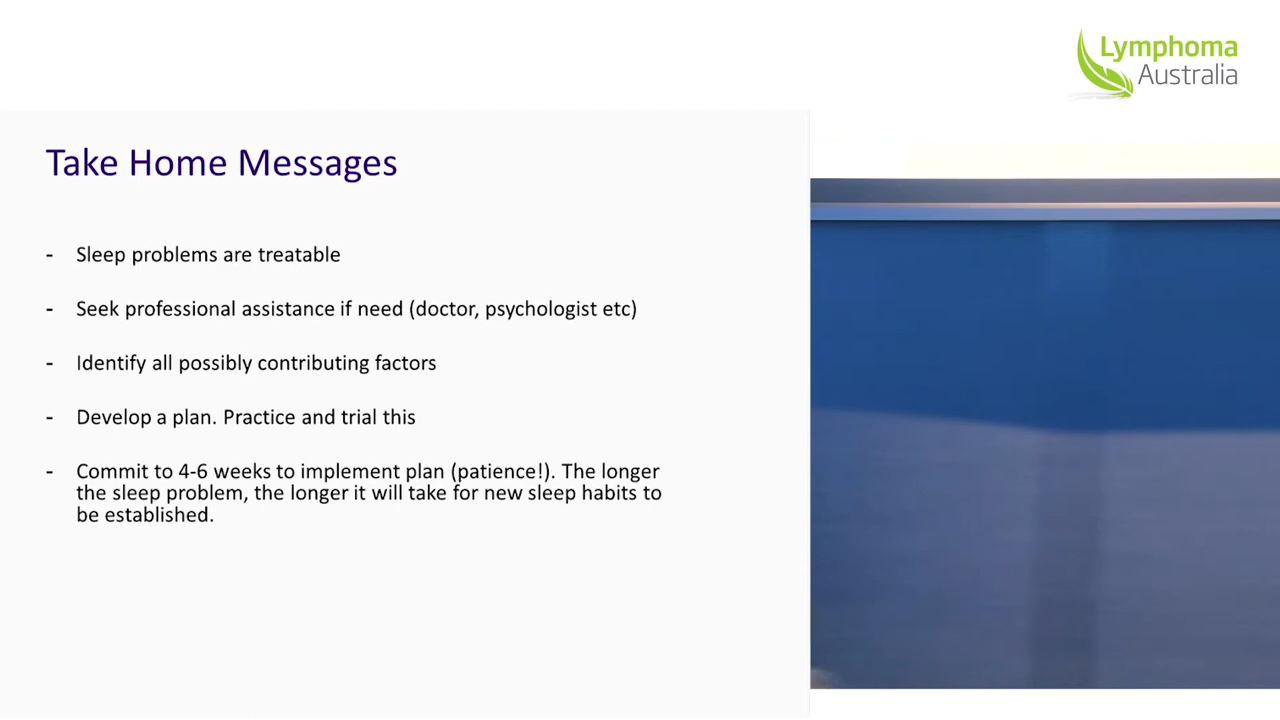 Lymphoma
Australia
Take Home Messages
- Sleep problems are treatable
- Seek professional assistance if need (doctor, psychologist etc)
- Identify all possibly contributing factors
- Develop a plan. Practice and trial this
- Commit to 4-6 weeks to implement plan (patience!). The longer
the sleep problem, the longer it will take for new sleep habits to
be established.